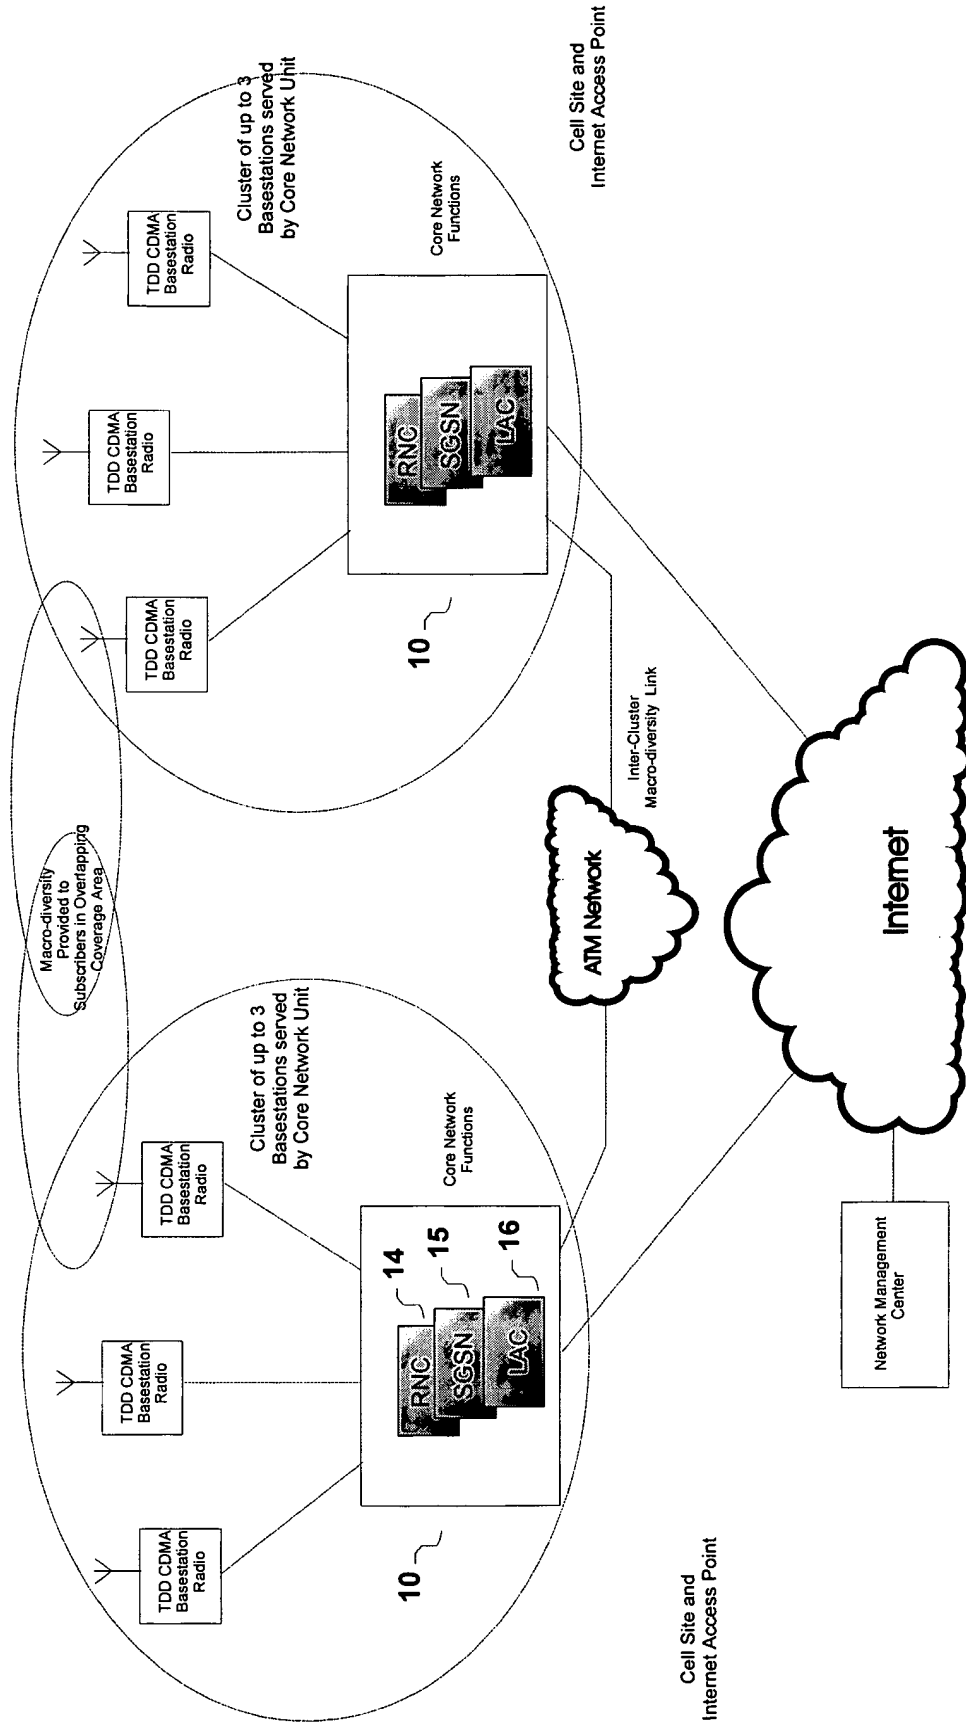 Macro-diversity
Provided to
Subscribers in Overlapping
Coverage Area
TDD CDMA
Basestation
Radio
TDD CDMA
Basestation
Radio
TDD CDMA
Basestation
Radio
Cluster of up to 3
Basestations served
by Core Network Unit
Core Network
Functions
RNC
SGSN
LAC
14
15
16
10
Cell Site and
Internet Access Point
TDD CDMA
Basestation
Radio
TDD CDMA
Basestation
Radio
TDD CDMA
Basestation
Radio
Cluster of up to 3
Basestations served
by Core Network Unit
Core Network
Functions
RNC
SGSN
LAC
10
Cell Site and
Internet Access Point
ATM Network
Inter-Cluster
Macro-diversity Link
Internet
Network Management
Center